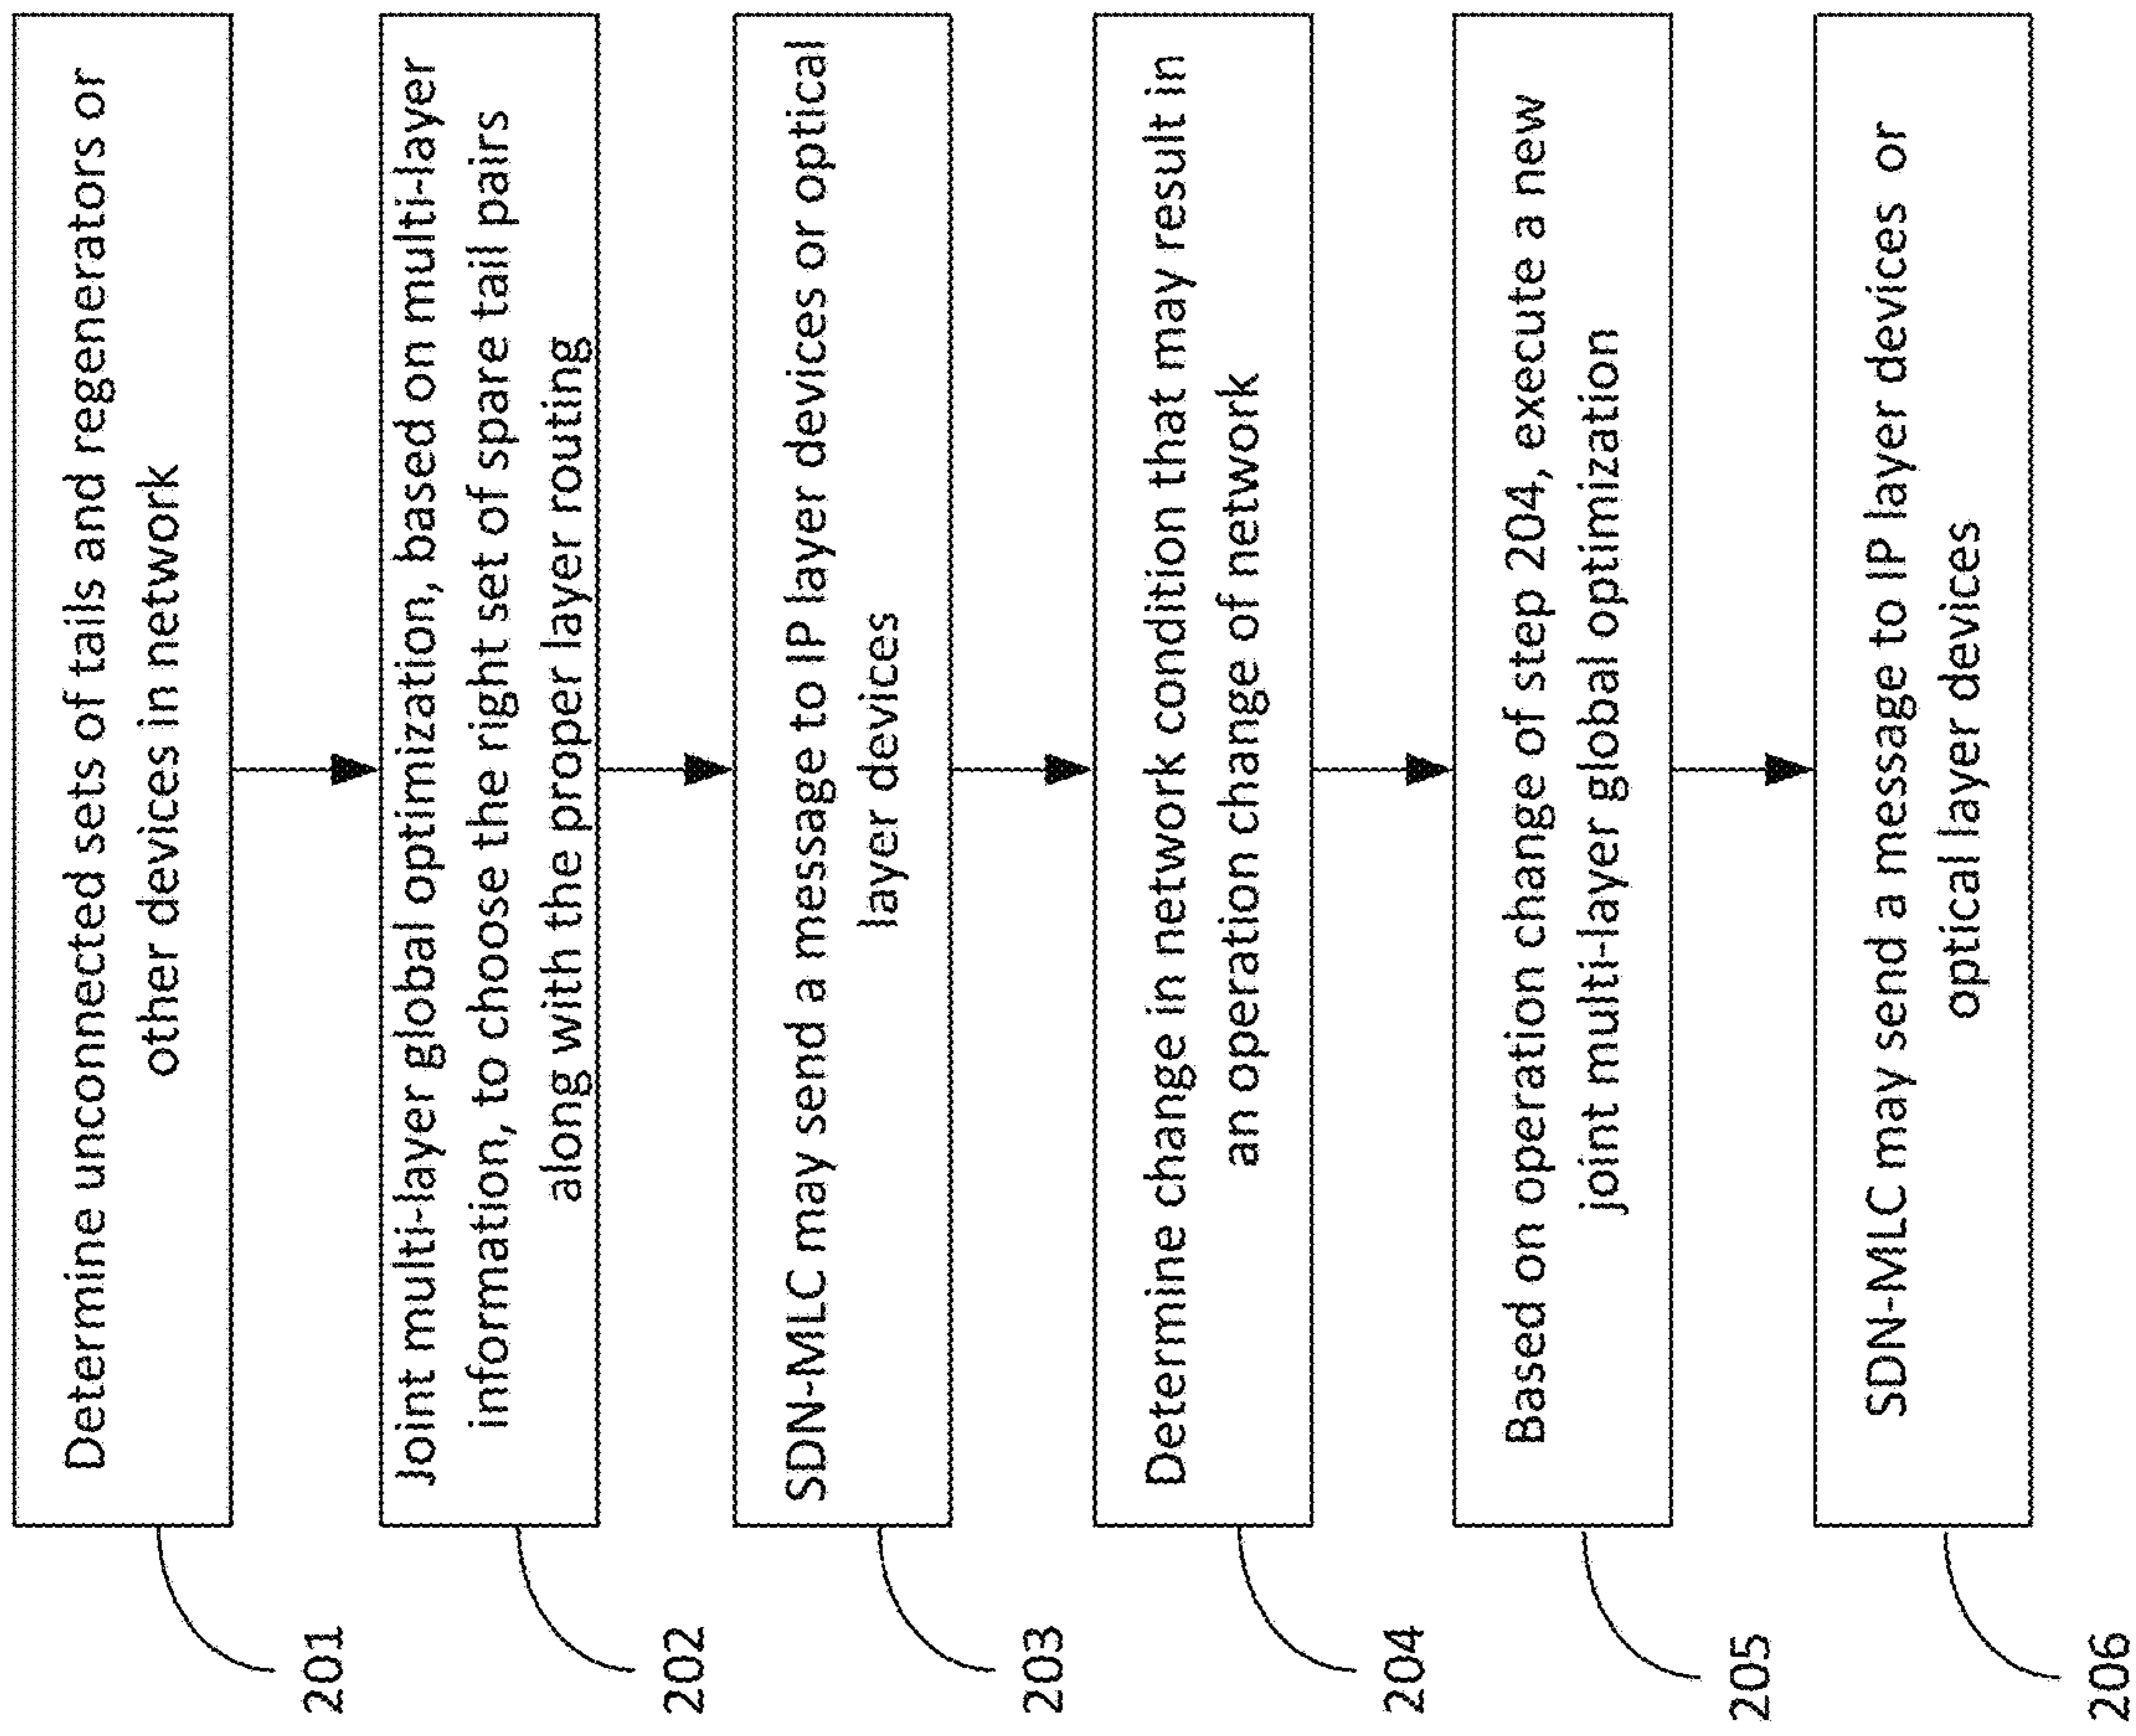 201
Determine unconnected sets of tails and regenerators or
other devices in network
202
Joint multi-layer global optimization, based on multi-layer
information, to choose the right set of spare tail pairs
along with the proper layer routing
203
SDN-MLC may send a message to IP layer devices or optical
layer devices
204
Determine change in network condition that may result in
an operation change of network
205
Based on operation change of step 204, execute a new
joint multi-layer global optimization
206
SDN-MLC may send a message to IP layer devices or
optical layer devices